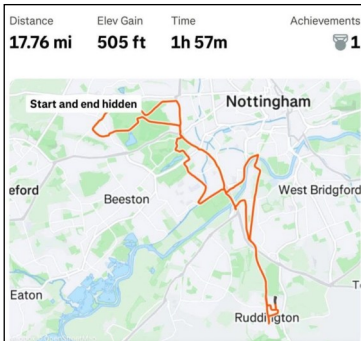 Distance Elev Gain Time Achievements
17.76 mi 505 ft 1h 57m 1
Start and end hidden
Nottingham
eford
Beeston
West Bridgford
Eaton
Ruddington